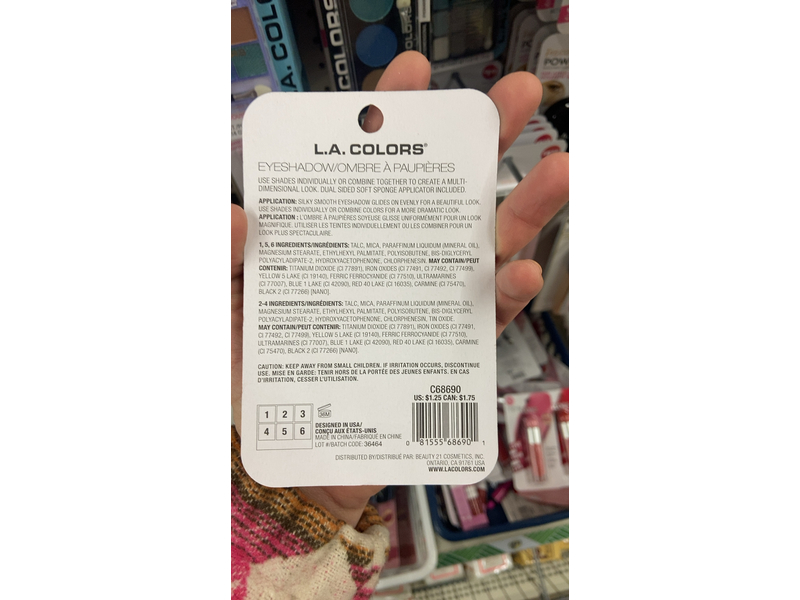 A. COL
COLORS
COLORS
POW
L.A. COLORS®
EYESHADOW/OMBRE À PAUPIÈRES
USE SHADES INDIVIDUALLY OR COMBINE TOGETHER TO CREATE A MULTI-
DIMENSIONAL LOOK. DUAL SIDED SOFT SPONGE APPLICATOR INCLUDED.
APPLICATION: SILKY SMOOTH EYESHADOW GLIDES ON EVENLY FOR A BEAUTIFUL LOOK.
USE SHADES INDIVIDUALLY OR COMBINE COLORS FOR A MORE DRAMATIC LOOK.
APPLICATION : L'OMBRE À PAUPIÈRES SOYEUSE GLISSE UNIFORMÉMENT POUR UN LOOK
MAGNIFIQUE. UTILISER LES TEINTES INDIVIDUELLEMENT OU LES COMBINER POUR UN
LOOK PLUS SPECTACULAIRE.
1, 5, 6 INGREDIENTS/INGRÉDIENTS: TALC, MICA, PARAFFINUM LIQUIDUM (MINERAL OIL),
MAGNESIUM STEARATE, ETHYLHEXYL PALMITATE, POLYISOBUTENE, BIS-DIGLYCERYL
POLYACYLADIPATE-2, HYDROXYACETOPHENONE, CHLORPHENESIN. MAY CONTAIN/PEUT
CONTENIR: TITANIUM DIOXIDE (CI 77891), IRON OXIDES (CI 77491, CI 77492, CI 77499),
YELLOW 5 LAKE (CI 19140), FERRIC FERROCYANIDE (CI 77510), ULTRAMARINES
(CI 77007), BLUE 1 LAKE (CI 42090), RED 40 LAKE (CI 16035), CARMINE (CI 75470),
BLACK 2 (CI 77266) [NANO].
2-4 INGREDIENTS/INGRÉDIENTS: TALC, MICA, PARAFFINUM LIQUIDUM (MINERAL OIL),
MAGNESIUM STEARATE, ETHYLHEXYL PALMITATE, POLYISOBUTENE, BIS-DIGLYCERYL
POLYACYLADIPATE-2, HYDROXYACETOPHENONE, CHLORPHENESIN, TIN OXIDE.
MAY CONTAIN/PEUT CONTENIR: TITANIUM DIOXIDE (CI 77891), IRON OXIDES (CI 77491,
CI 77492, CI 77499), YELLOW 5 LAKE (CI 19140), FERRIC FERROCYANIDE (CI 77510),
ULTRAMARINES (CI 77007), BLUE 1 LAKE (CI 42090), RED 40 LAKE (CI 16035), CARMINE
(CI 75470), BLACK 2 (CI 77266) [NANO].
CAUTION: KEEP AWAY FROM SMALL CHILDREN. IF IRRITATION OCCURS, DISCONTINUE
USE. MISE EN GARDE: TENIR HORS DE LA PORTÉE DES JEUNES ENFANTS. EN CAS
D'IRRITATION, CESSER L'UTILISATION.
C68690
US: $1.25 CAN: $1.75
1 2 3
4 5 6
DESIGNED IN USA/
CONÇU AUX ÉTATS-UNIS
MADE IN CHINA/FABRIQUÉ EN CHINE
LOT #/BATCH CODE: 36464
0 81555 68690 1
DISTRIBUTED BY/DISTRIBUÉ PAR: BEAUTY 21 COSMETICS, INC.
ONTARIO, CA 91761 USA
WWW.LACOLORS.COM